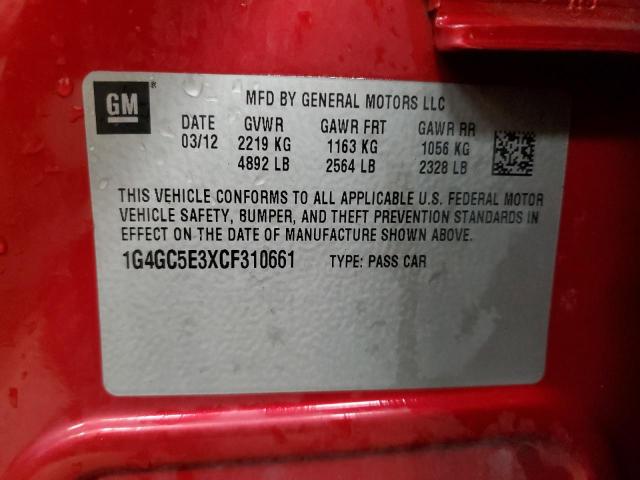 GM ®
MFD BY GENERAL MOTORS LLC
DATE GVWR GAWR FRT GAWR RR
03/12 2219 KG 1163 KG 1056 KG
4892 LB 2564 LB 2328 LB
THIS VEHICLE CONFORMS TO ALL APPLICABLE U.S. FEDERAL MOTOR
VEHICLE SAFETY, BUMPER, AND THEFT PREVENTION STANDARDS IN
EFFECT ON THE DATE OF MANUFACTURE SHOWN ABOVE.
1G4GC5E3XCF310661 TYPE: PASS CAR